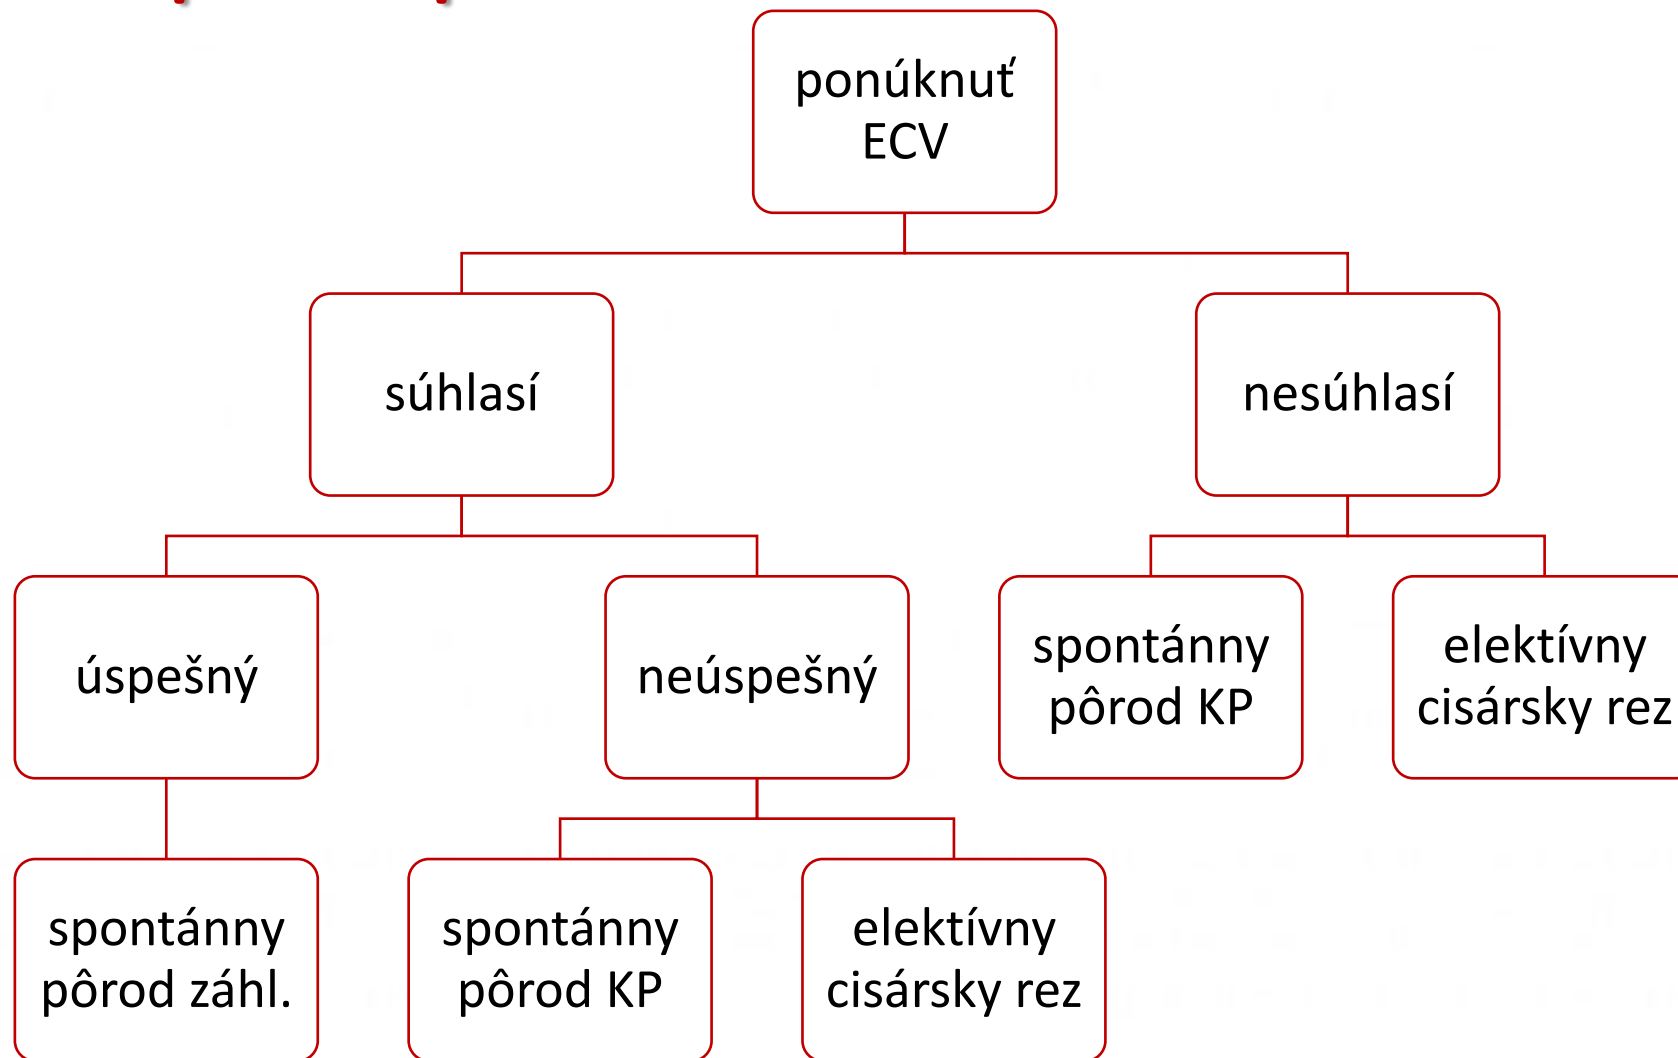 ponúknuť
ECV
súhlasí
nesúhlasí
úspešný
neúspešný
spontánny
pôrod KP
elektívny
cisársky rez
spontánny
pôrod záhl.
spontánny
pôrod KP
elektívny
cisársky rez